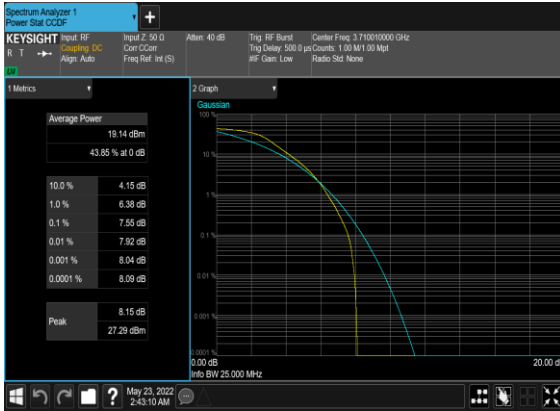 Spectrum Analyzer 1
Power Stat CCDF
+
KEYSIGHT Input: RF Input Z: 50 Ω Atten: 40 dB Trig: RF Burst Center Freq: 3.710010000 GHz
R T Coupling: DC Corr CCorr Trig Delay: 500.0 µs Counts: 1.00 M/1.00 Mpt
Align: Auto Freq Ref: Int (S) #IF Gain: Low Radio Std: None
1 Metrics
2 Graph
Gaussian
Average Power
19.14 dBm
43.85 % at 0 dB
10.0 % 4.15 dB
1.0 % 6.38 dB
0.1 % 7.55 dB
0.01 % 7.92 dB
0.001 % 8.04 dB
0.0001 % 8.09 dB
Peak 8.15 dB
27.29 dBm
100 %
10 %
1 %
0.1 %
0.01 %
0.001 %
0.0001 %
0.00 dB 20.00 d
Info BW 25.000 MHz
? May 23, 2022
2:43:10 AM